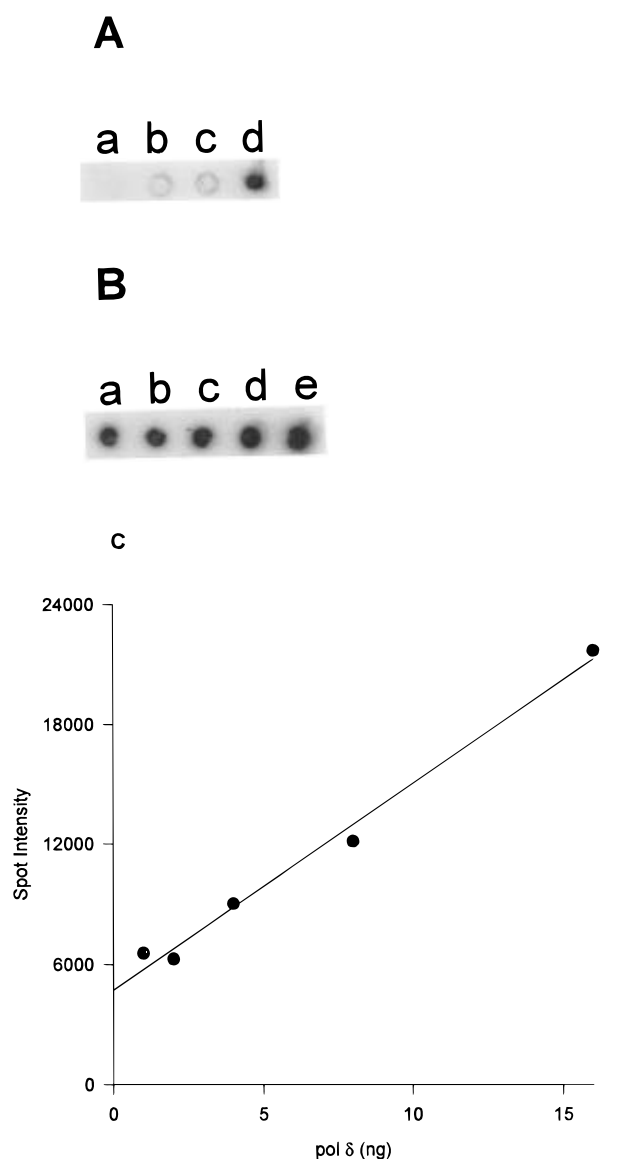 A
a b c d
B
a b c d e
c
24000
18000
12000
6000
0
Spot Intensity
0 5 10 15
pol δ (ng)